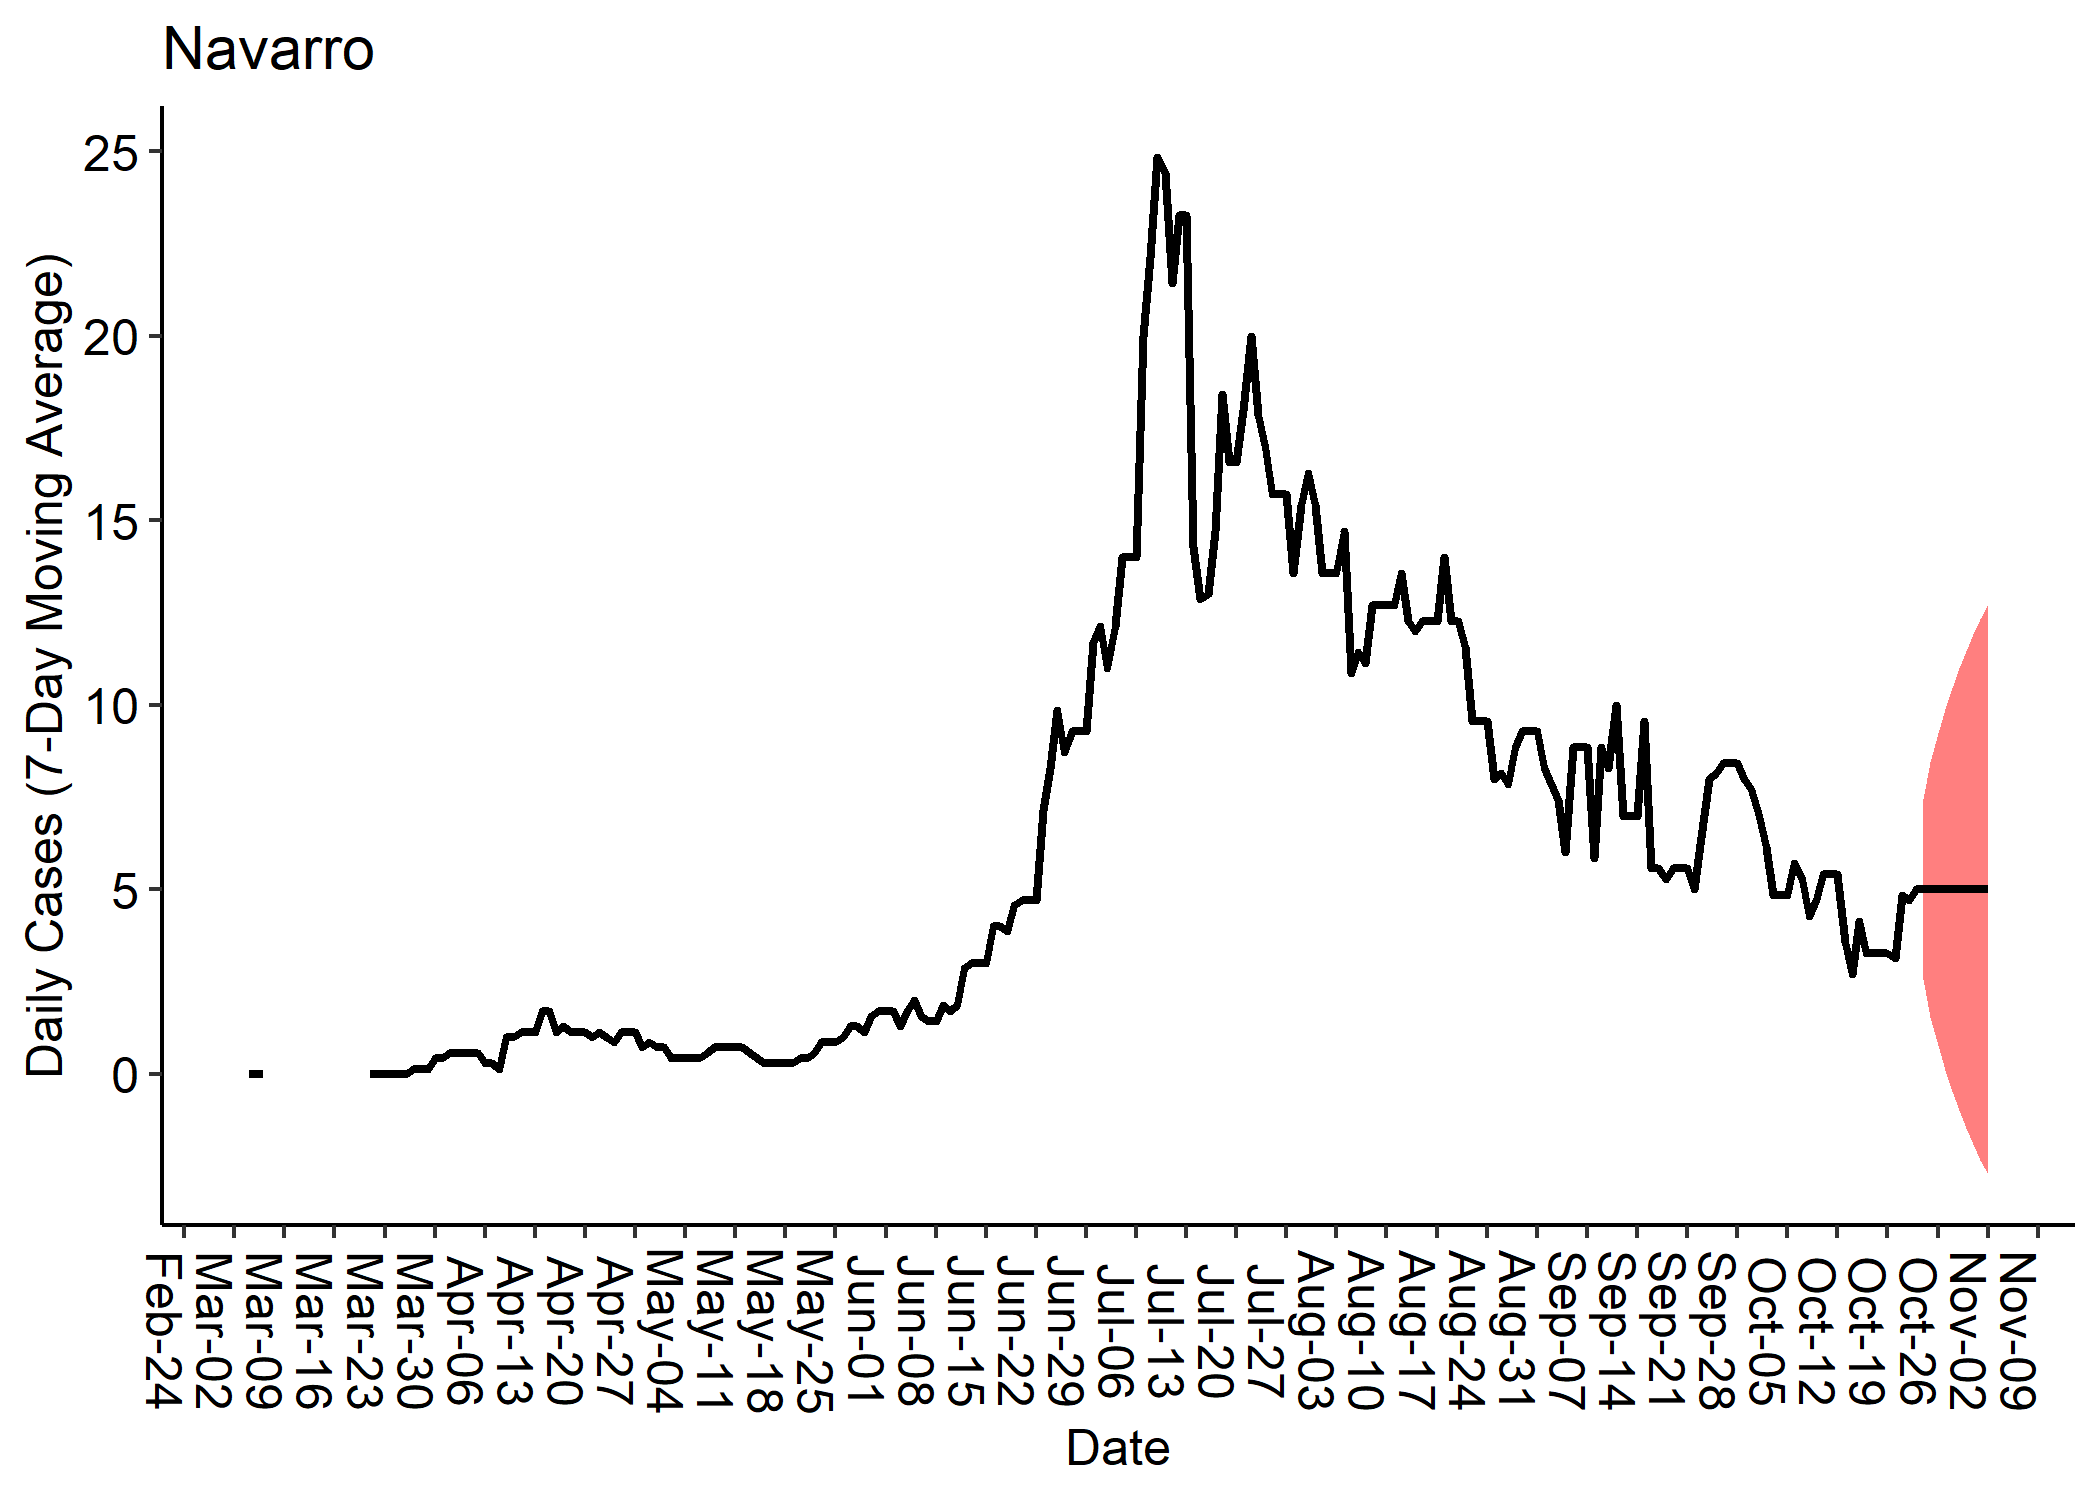 Navarro
Daily Cases (7-Day Moving Average)
25
20
15
10
5
0
Feb-24
Mar-02
Mar-09
Mar-16
Mar-23
Mar-30
Apr-06
Apr-13
Apr-20
Apr-27
May-04
May-11
May-18
May-25
Jun-01
Jun-08
Jun-15
Jun-22
Jun-29
Jul-06
Jul-13
Jul-20
Jul-27
Aug-03
Aug-10
Aug-17
Aug-24
Aug-31
Sep-07
Sep-14
Sep-21
Sep-28
Oct-05
Oct-12
Oct-19
Oct-26
Nov-02
Nov-09
Date